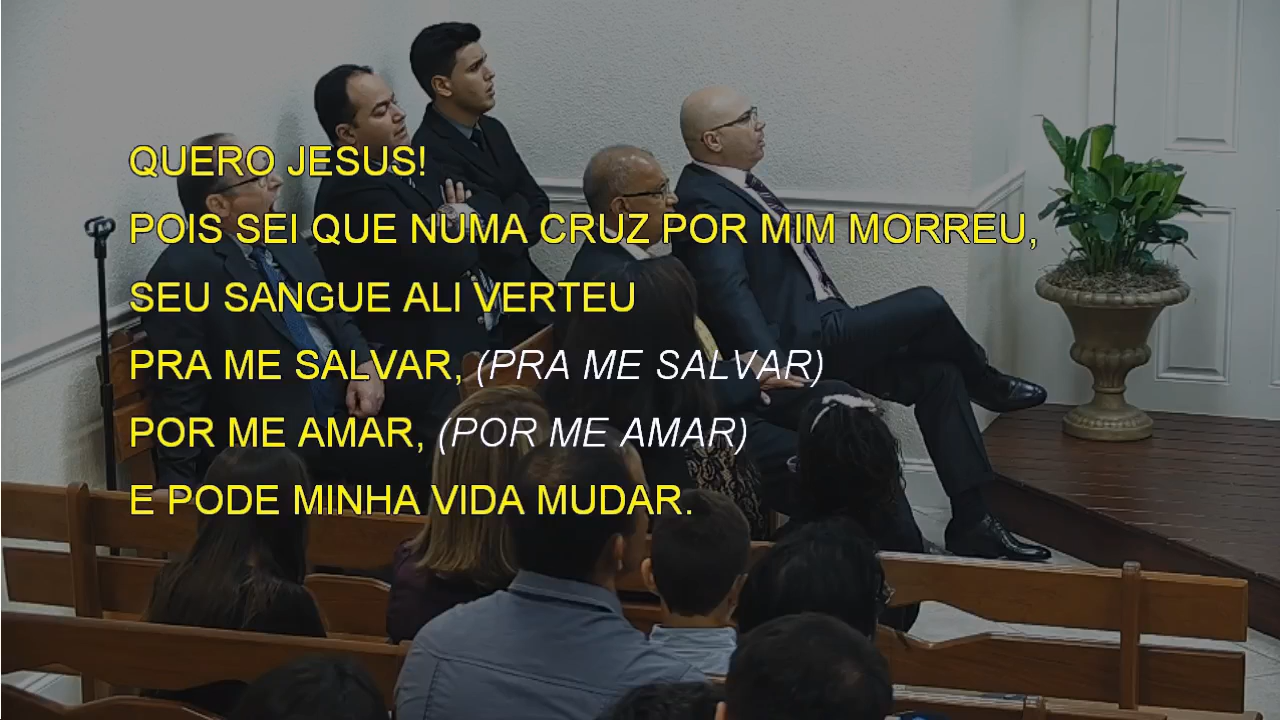 QUERO JESUS!
POIS SEI QUE NUMA CRUZ POR MIM MORREU,
SEU SANGUE ALI VERTEU
PRA ME SALVAR, (PRA ME SALVAR)
POR ME AMAR, (POR ME AMAR)
E PODE MINHA VIDA MUDAR.